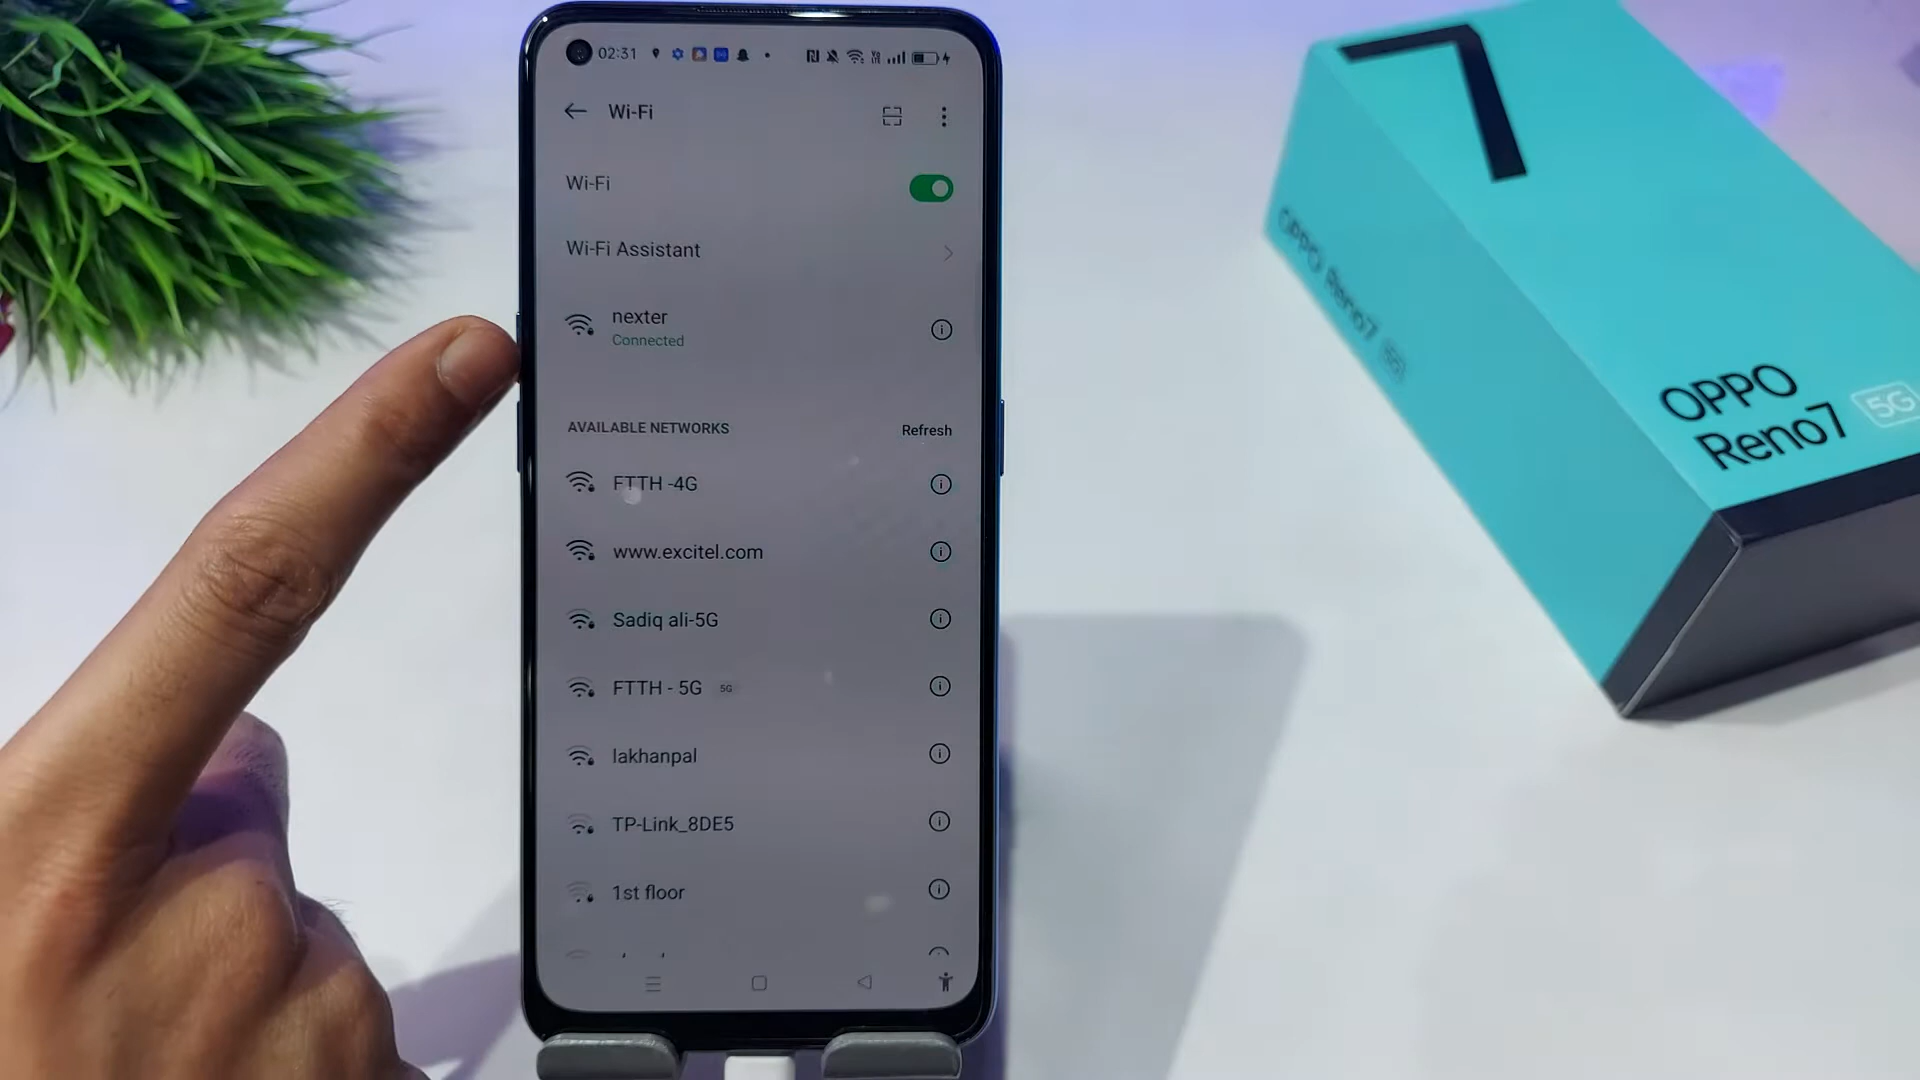 02:31
Wi-Fi
Wi-Fi
Wi-Fi Assistant
nexter
Connected
AVAILABLE NETWORKS
Refresh
FTTH -4G
www.excitel.com
Sadiq ali-5G
FTTH - 5G 5G
lakhanpal
TP-Link_8DE5
1st floor
7
OPPO Reno7 5G
OPPO
Reno7 5G